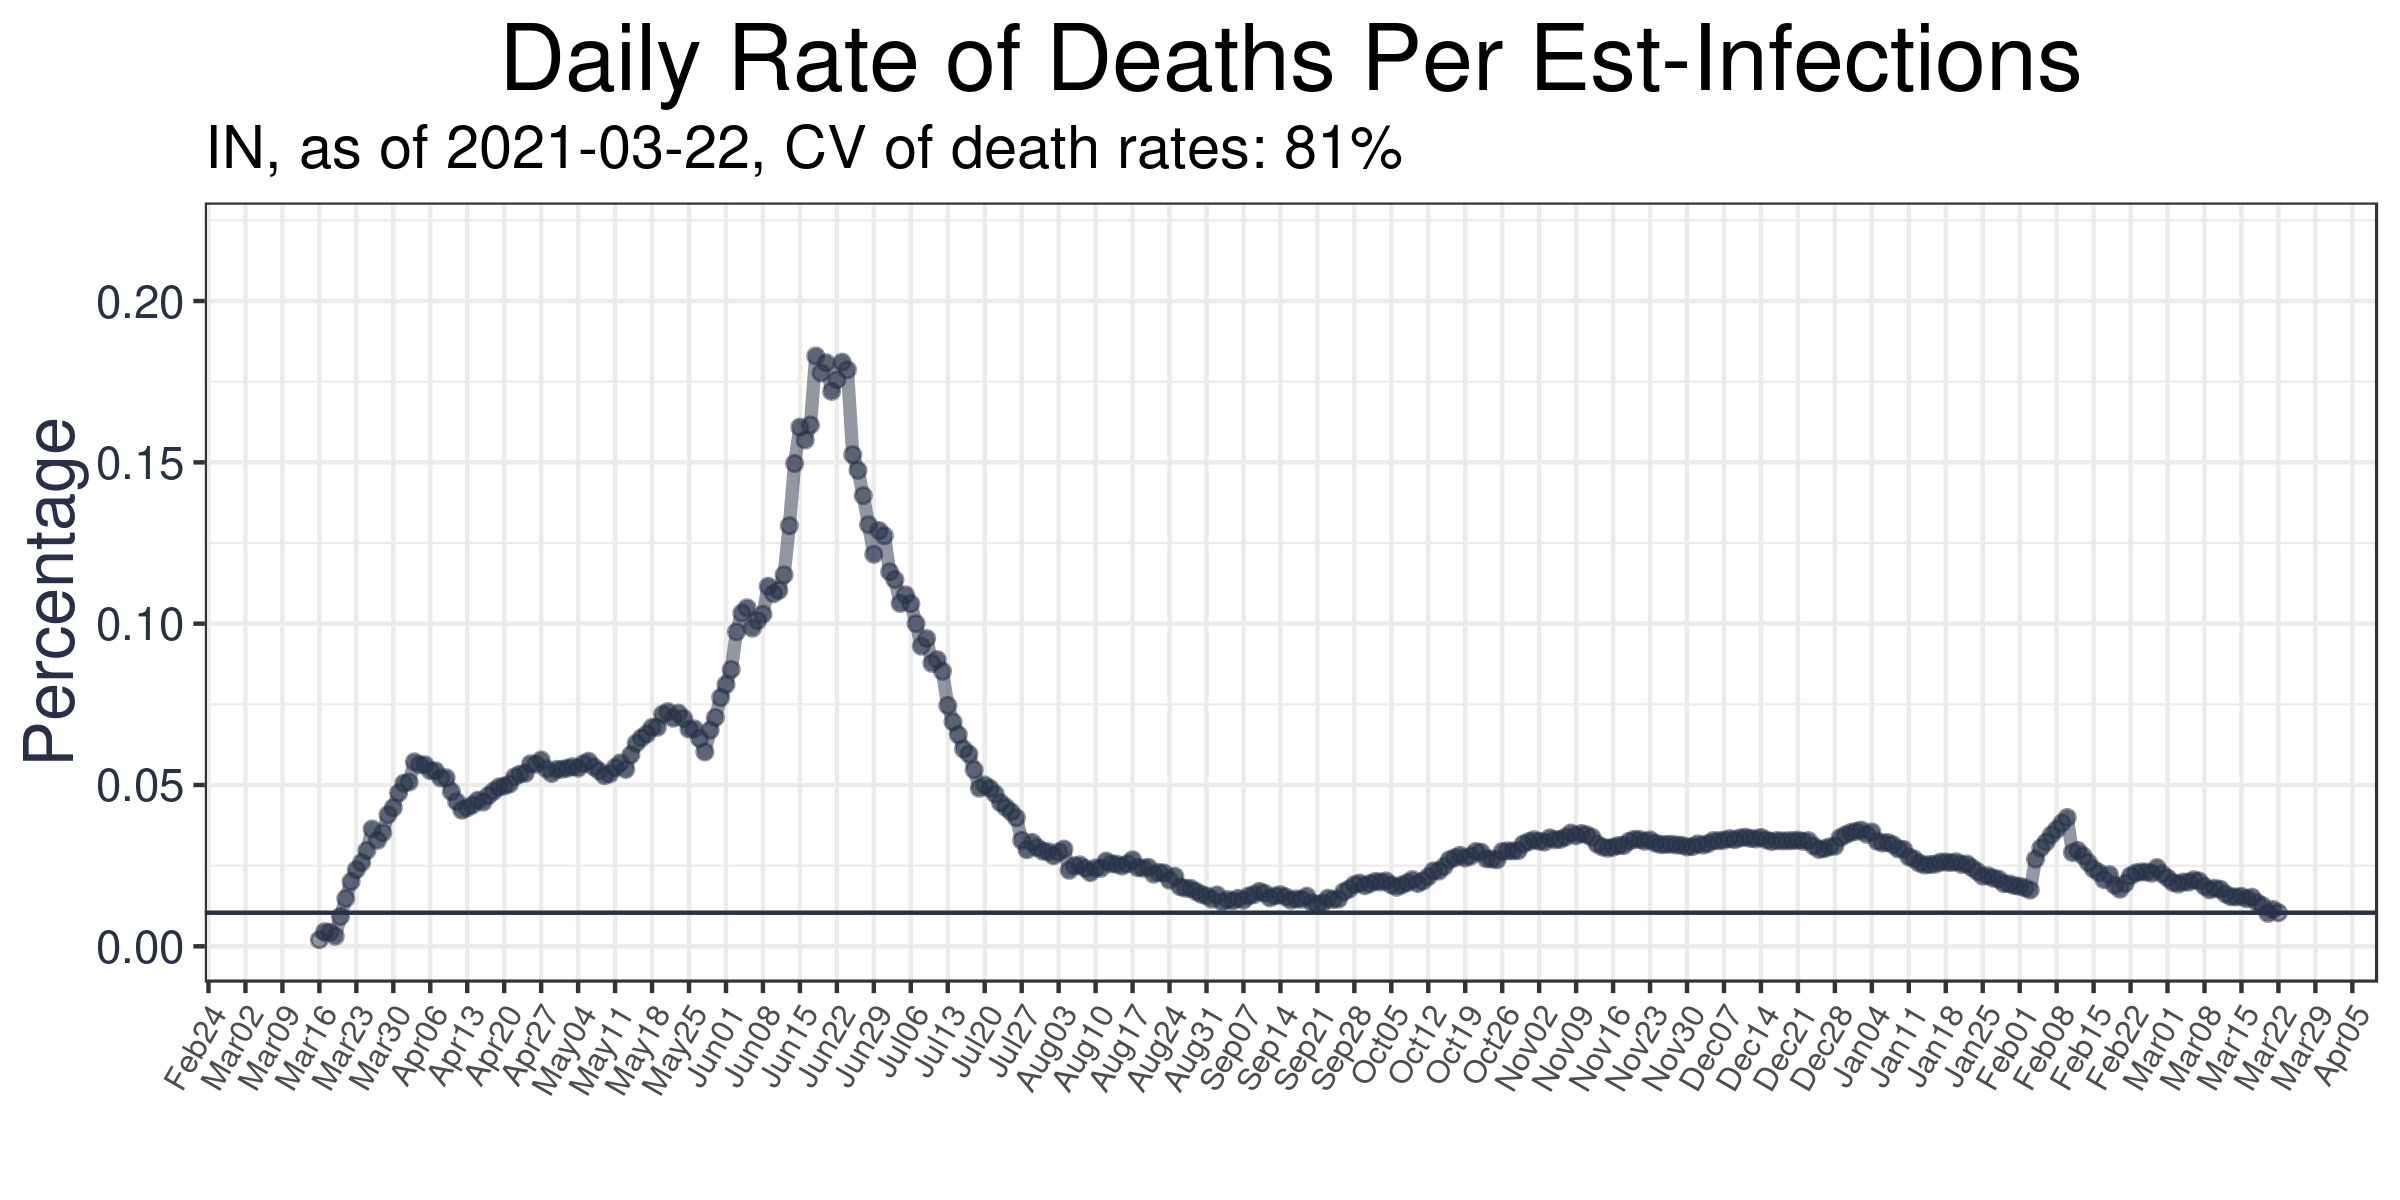 Daily Rate of Deaths Per Est-Infections
IN, as of 2021-03-22, CV of death rates: 81%
Percentage
0.20
0.15
0.10
0.05
0.00
Feb24
Mar02
Mar09
Mar16
Mar23
Mar30
Apr06
Apr13
Apr20
Apr27
May04
May11
May18
May25
Jun01
Jun08
Jun15
Jun22
Jun29
Jul06
Jul13
Jul20
Jul27
Aug03
Aug10
Aug17
Aug24
Aug31
Sep07
Sep14
Sep21
Sep28
Oct05
Oct12
Oct19
Oct26
Nov02
Nov09
Nov16
Nov23
Nov30
Dec07
Dec14
Dec21
Dec28
Jan04
Jan11
Jan18
Jan25
Feb01
Feb08
Feb15
Feb22
Mar01
Mar08
Mar15
Mar22
Mar29
Apr05